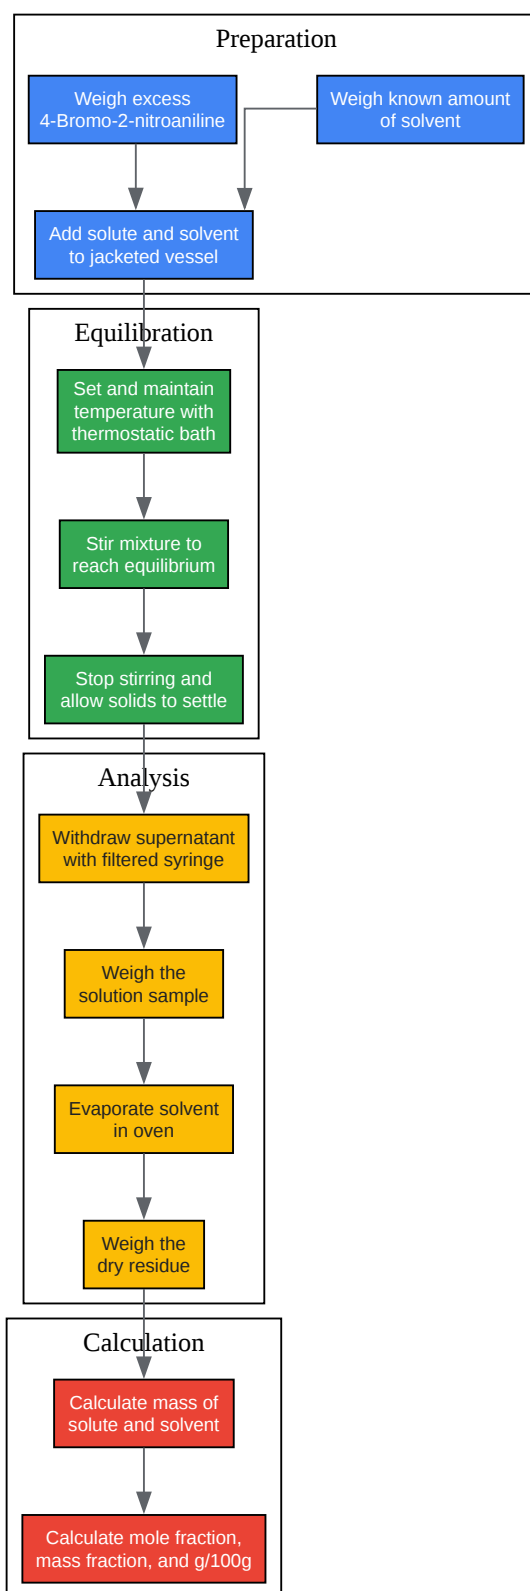 Preparation
Weigh excess
4-Bromo-2-nitroaniline
Weigh known amount
of solvent
Add solute and solvent
to jacketed vessel
Equilibration
Set and maintain
temperature with
thermostatic bath
Stir mixture to
reach equilibrium
Stop stirring and
allow solids to settle
Analysis
Withdraw supernatant
with filtered syringe
Weigh the
solution sample
Evaporate solvent
in oven
Weigh the
dry residue
Calculation
Calculate mass of
solute and solvent
Calculate mole fraction,
mass fraction, and g/100g